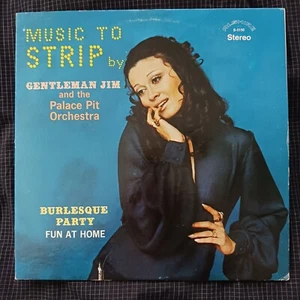 MUSIC TO
STRIP by
Stereo
GENTLEMAN JIM
and the
Palace Pit
Orchestra
BURLESQUE
PARTY
FUN AT HOME